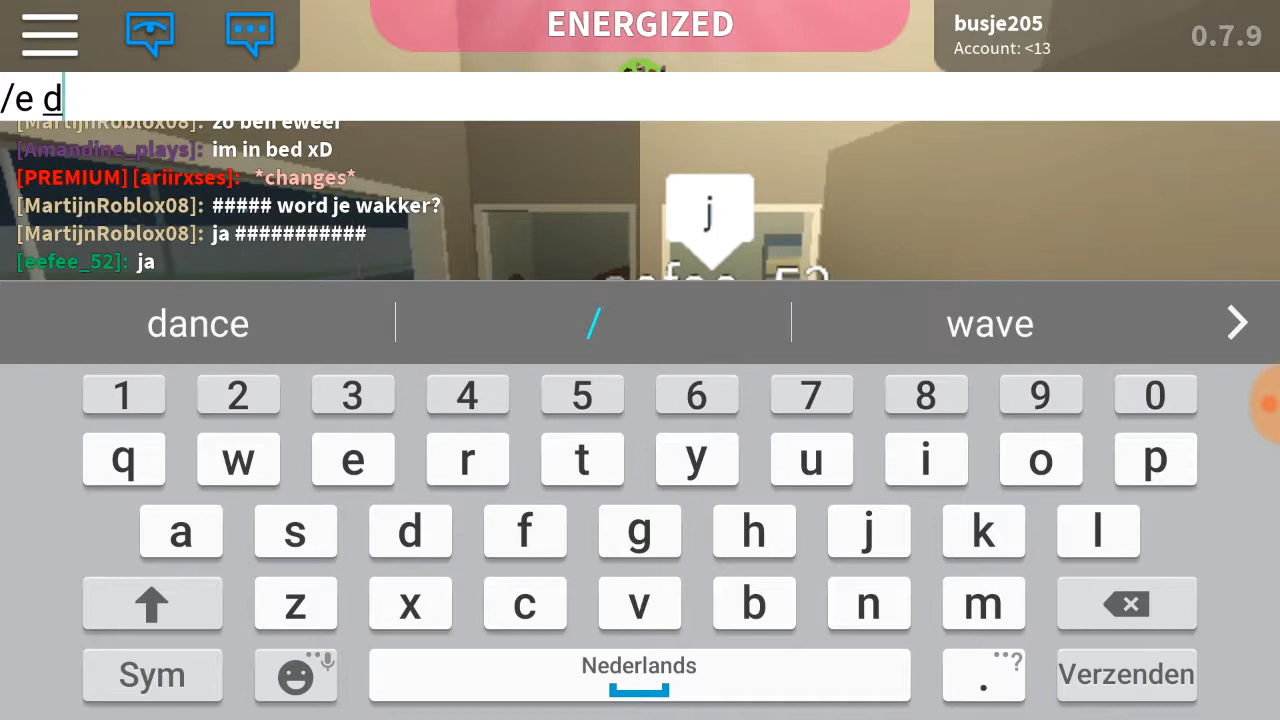 ENERGIZED
busje205
Account: <13
0.7.9
/e d
[MartijnRoblox08]: zo ben eweer
[Amandine_plays]: im in bed xD
[PREMIUM] [ariirxses]: *changes*
[MartijnRoblox08]: ##### word je wakker?
[MartijnRoblox08]: ja ###########
[eefee_52]: ja
j
eefee_52
dance / wave
1 2 3 4 5 6 7 8 9 0
q w e r t y u i o p
a s d f g h j k l
z x c v b n m
Sym Nederlands . ..? Verzenden